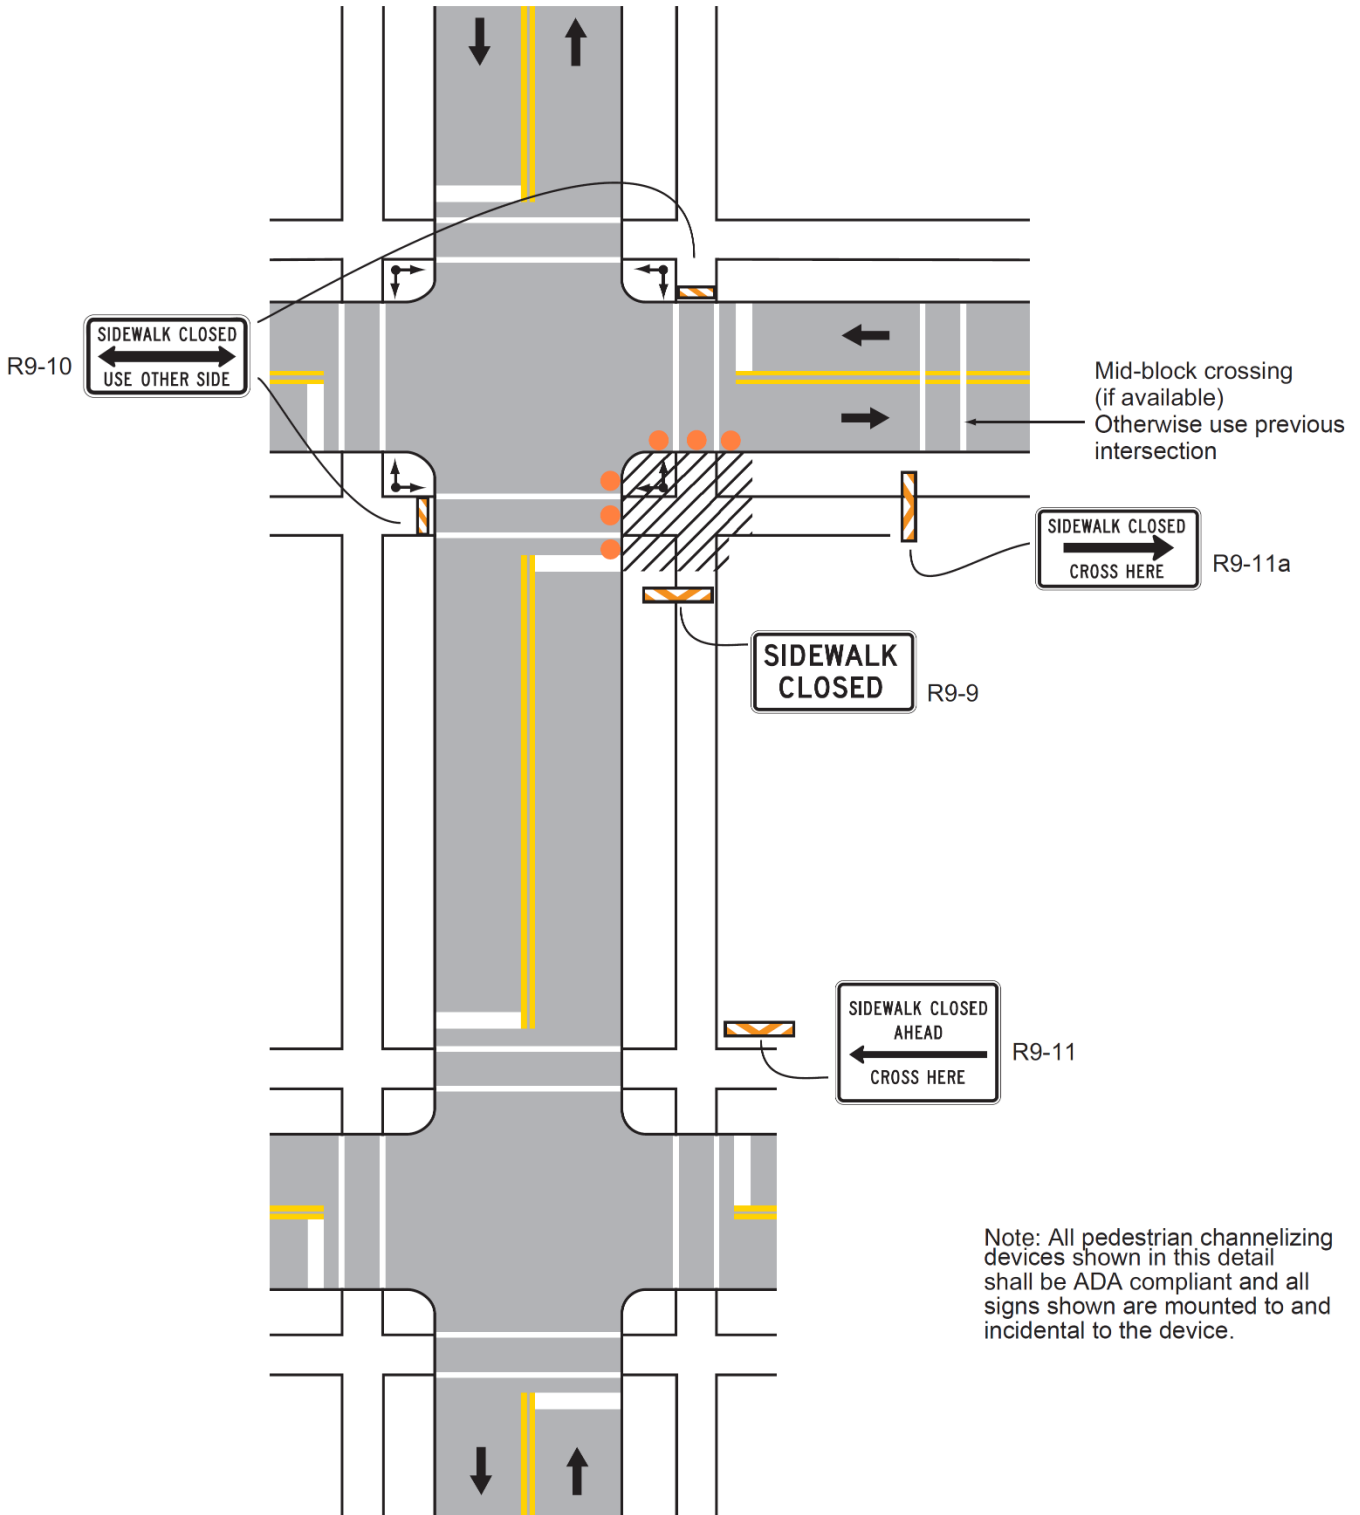 SIDEWALK CLOSED
USE OTHER SIDE
R9-10
Mid-block crossing
(if available)
Otherwise use previous
intersection
SIDEWALK CLOSED
CROSS HERE
R9-11a
SIDEWALK
CLOSED
R9-9
SIDEWALK CLOSED
AHEAD
CROSS HERE
R9-11
Note: All pedestrian channelizing
devices shown in this detail
shall be ADA compliant and all
signs shown are mounted to and
incidental to the device.